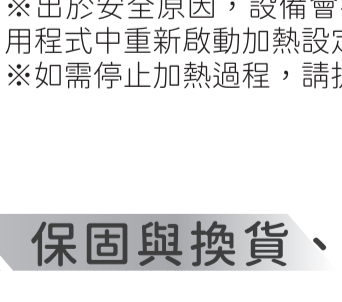 ※出於安全原因，設備會
用程式中重新啟動加熱設定
※如需停止加熱過程，請
保固與換貨、